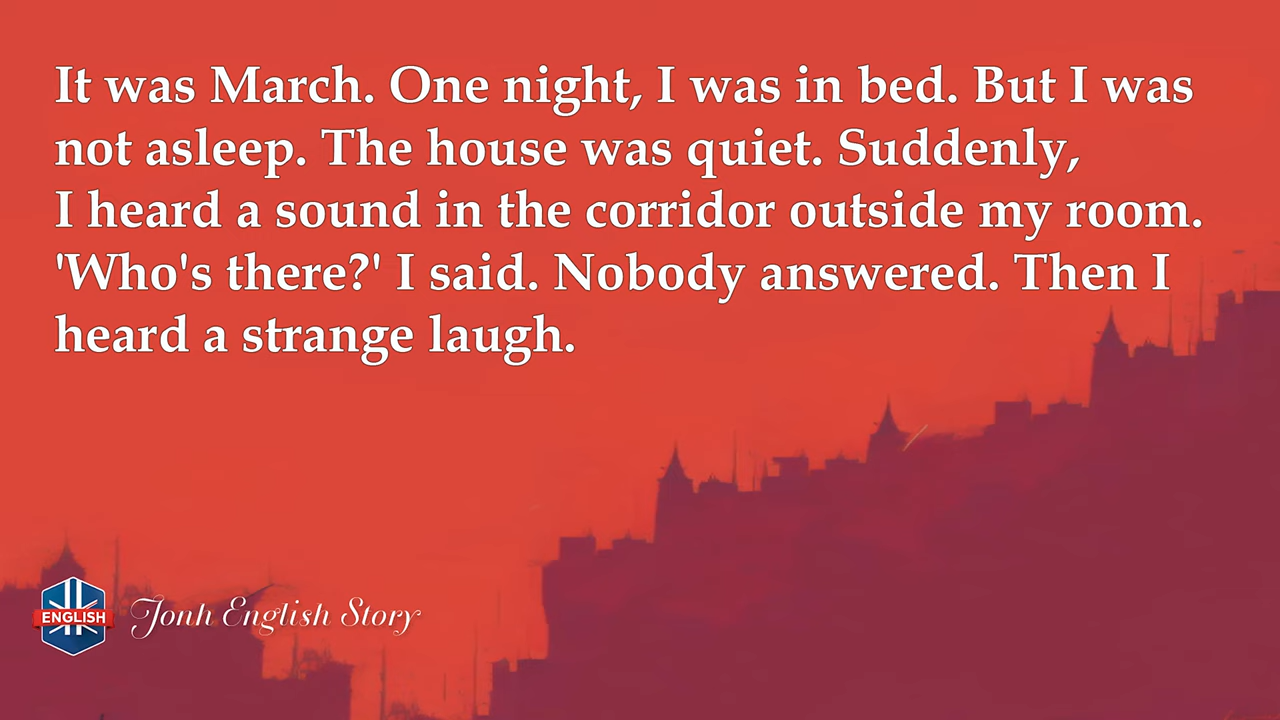 It was March. One night, I was in bed. But I was
not asleep. The house was quiet. Suddenly,
I heard a sound in the corridor outside my room.
'Who's there?' I said. Nobody answered. Then I
heard a strange laugh.
ENGLISH
Jonh English Story